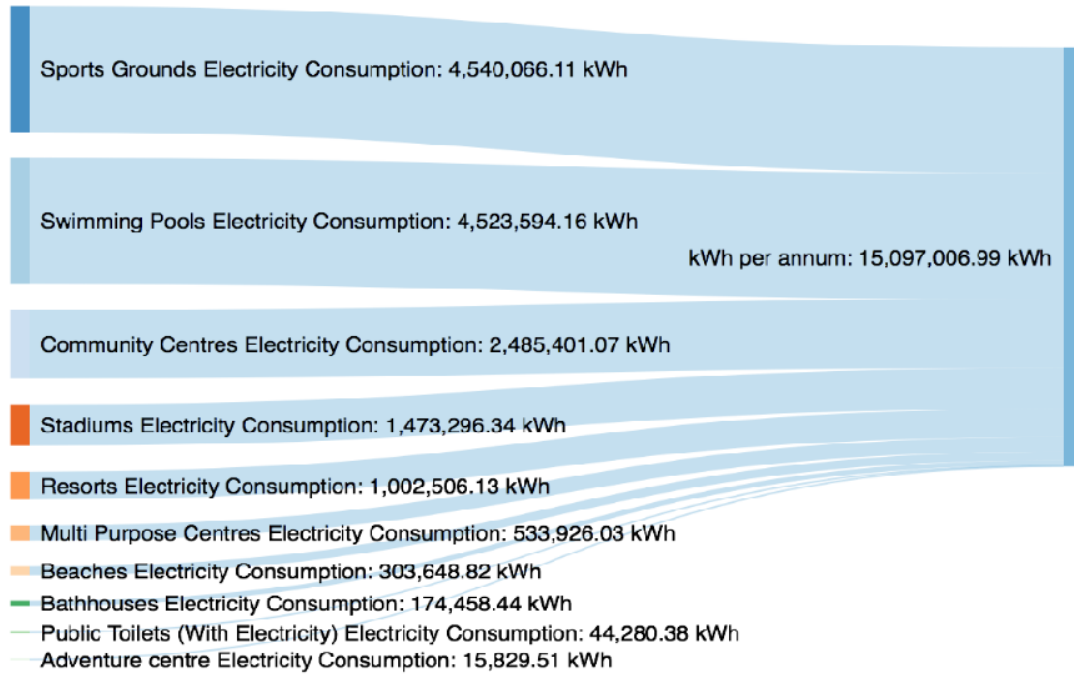 Sports Grounds Electricity Consumption: 4,540,066.11 kWh
Swimming Pools Electricity Consumption: 4,523,594.16 kWh
kWh per annum: 15,097,006.99 kWh
Community Centres Electricity Consumption: 2,485,401.07 kWh
Stadiums Electricity Consumption: 1,473,296.34 kWh
Resorts Electricity Consumption: 1,002,506.13 kWh
Multi Purpose Centres Electricity Consumption: 533,926.03 kWh
Beaches Electricity Consumption: 303,648.82 kWh
Bathhouses Electricity Consumption: 174,458.44 kWh
Public Toilets (With Electricity) Electricity Consumption: 44,280.38 kWh
Adventure centre Electricity Consumption: 15,829.51 kWh